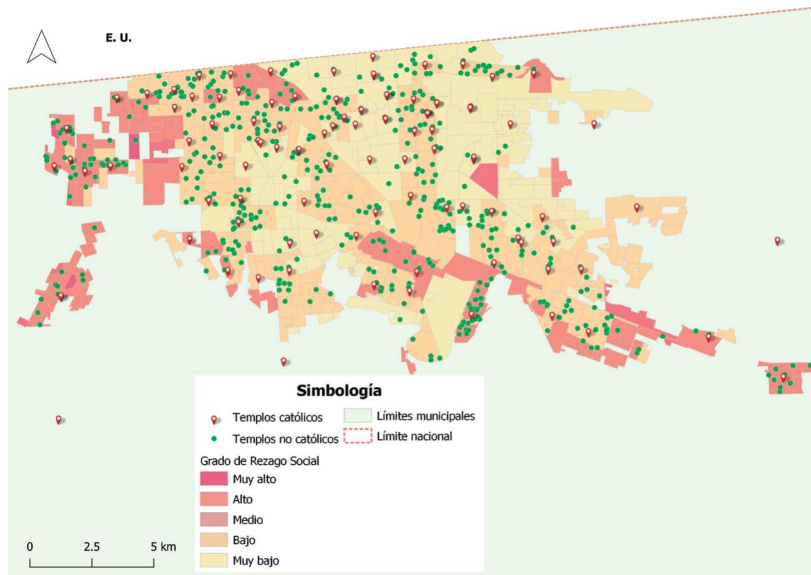 E. U.
Simbología
Templos católicos
Límites municipales
Templos no católicos
Límite nacional
Grado de Rezago Social
Muy alto
Alto
Medio
Bajo
Muy bajo
0 2.5 5 km